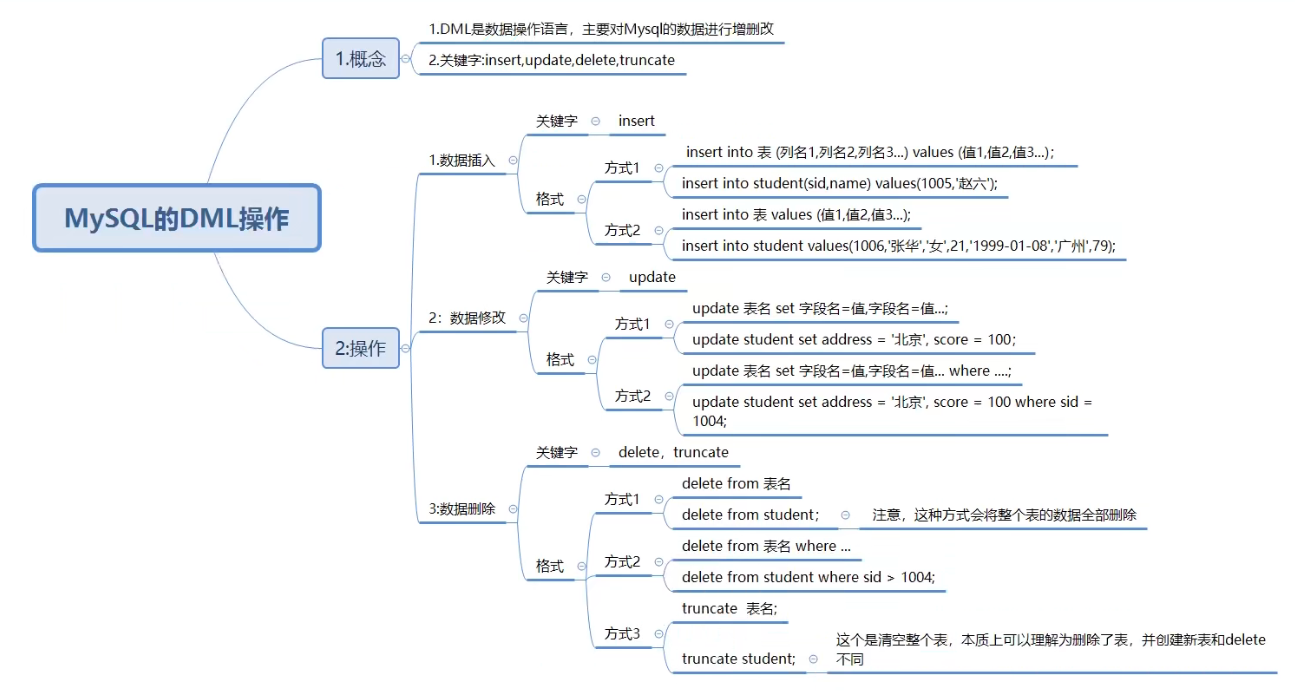 MySQL的DML操作
1.概念
1.DML是数据操作语言，主要对Mysql的数据进行增删改
2.关键字:insert,update,delete,truncate
2:操作
1.数据插入
关键字
insert
格式
方式1
insert into 表 (列名1,列名2,列名3...) values (值1,值2,值3...)；
insert into student(sid,name) values(1005,'赵六');
方式2
insert into 表 values (值1,值2,值3...);
insert into student values(1006,'张华','女',21,'1999-01-08','广州',79);
2：数据修改
关键字
update
格式
方式1
update 表名 set 字段名=值,字段名=值...;
update student set address = '北京', score = 100;
方式2
update 表名 set 字段名=值,字段名=值... where ....;
update student set address = '北京', score = 100 where sid =
1004;
3:数据删除
关键字
delete，truncate
格式
方式1
delete from 表名
delete from student；
注意，这种方式会将整个表的数据全部删除
方式2
delete from 表名 where ...
delete from student where sid > 1004;
方式3
truncate 表名;
truncate student;
这个是清空整个表，本质上可以理解为删除了表，并创建新表和delete
不同